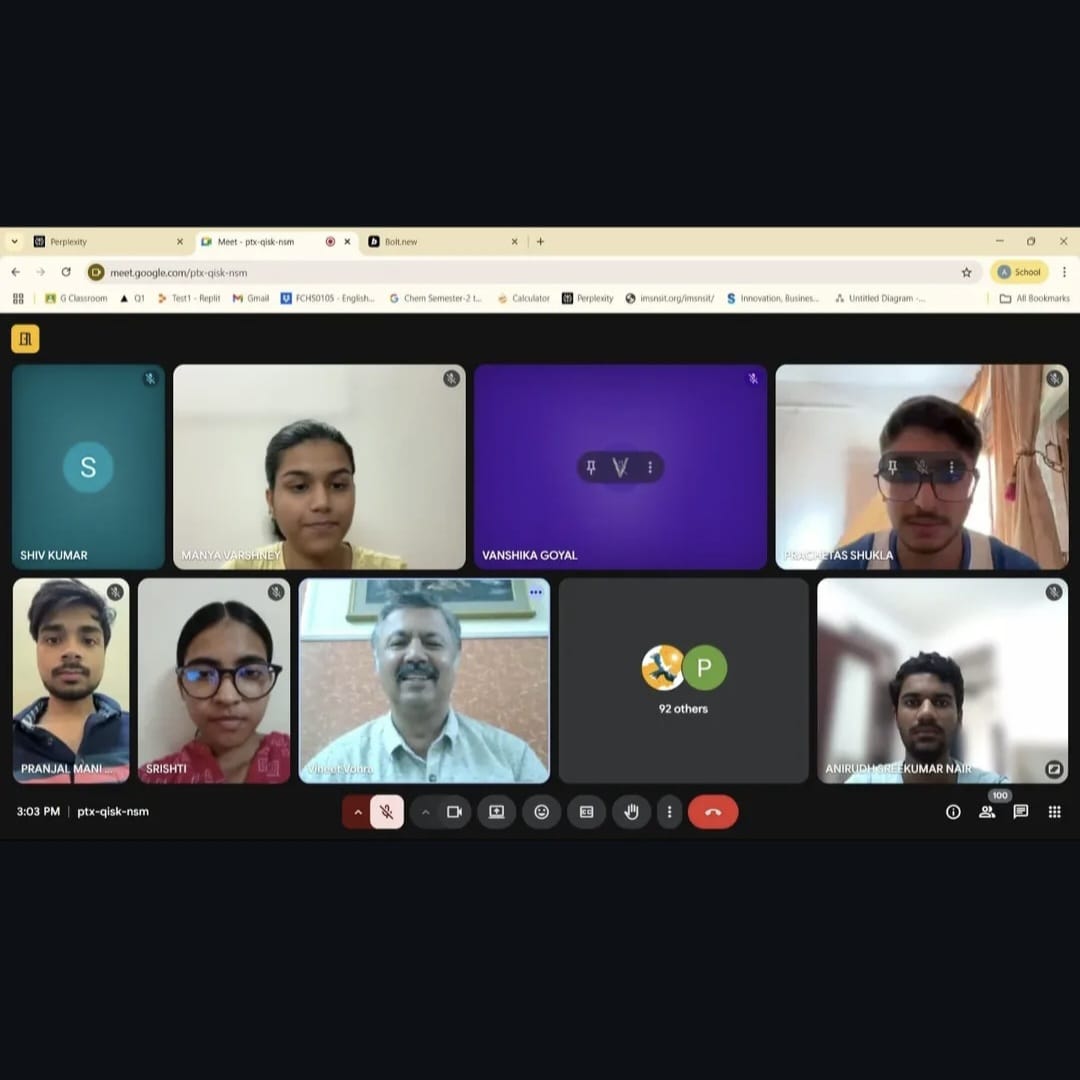 Perplexity
Meet - ptx-qisk-nsm
Bolt.new
meet.google.com/ptx-qisk-nsm
A School
G Classroom
Q1
Test1 - Replit
Gmail
FCHS0105 - English...
Chem Semester-2 t...
Calculator
Perplexity
imsnsit.org/imsnsit/
Innovation, Busines...
Untitled Diagram -...
All Bookmarks
S
V
SHIV KUMAR
MANYA VARSHNEY
VANSHIKA GOYAL
PRACHETAS SHUKLA
P
92 others
PRANJAL MANI ...
SRISHTI
Vineet Vohra
ANIRUDH SREEKUMAR NAIR
3:03 PM | ptx-qisk-nsm
100